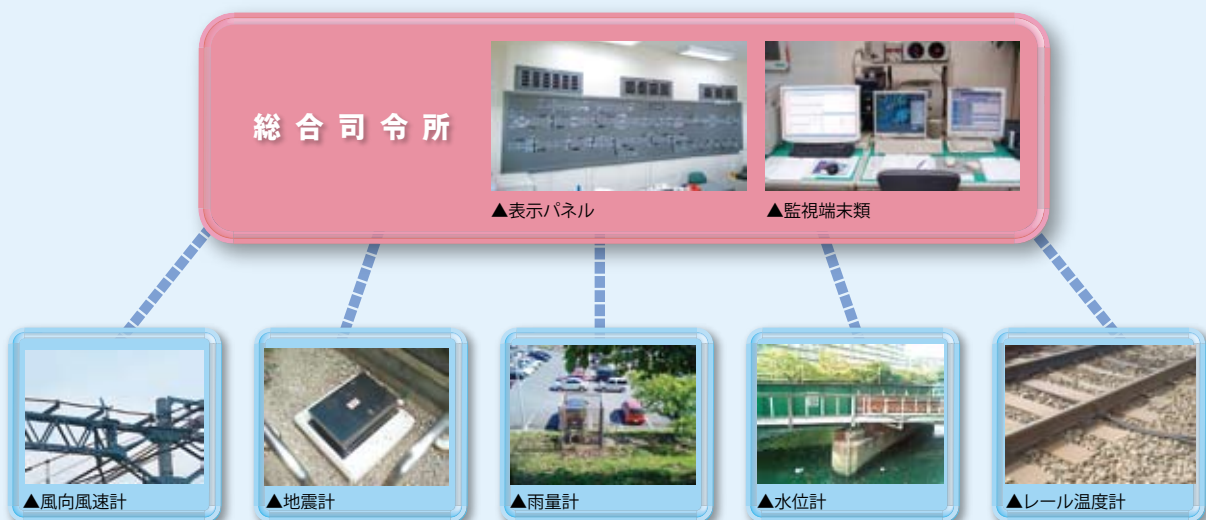 総合司令所
▲表示パネル
▲監視端末類
▲風向風速計
▲地震計
▲雨量計
▲水位計
▲レール温度計